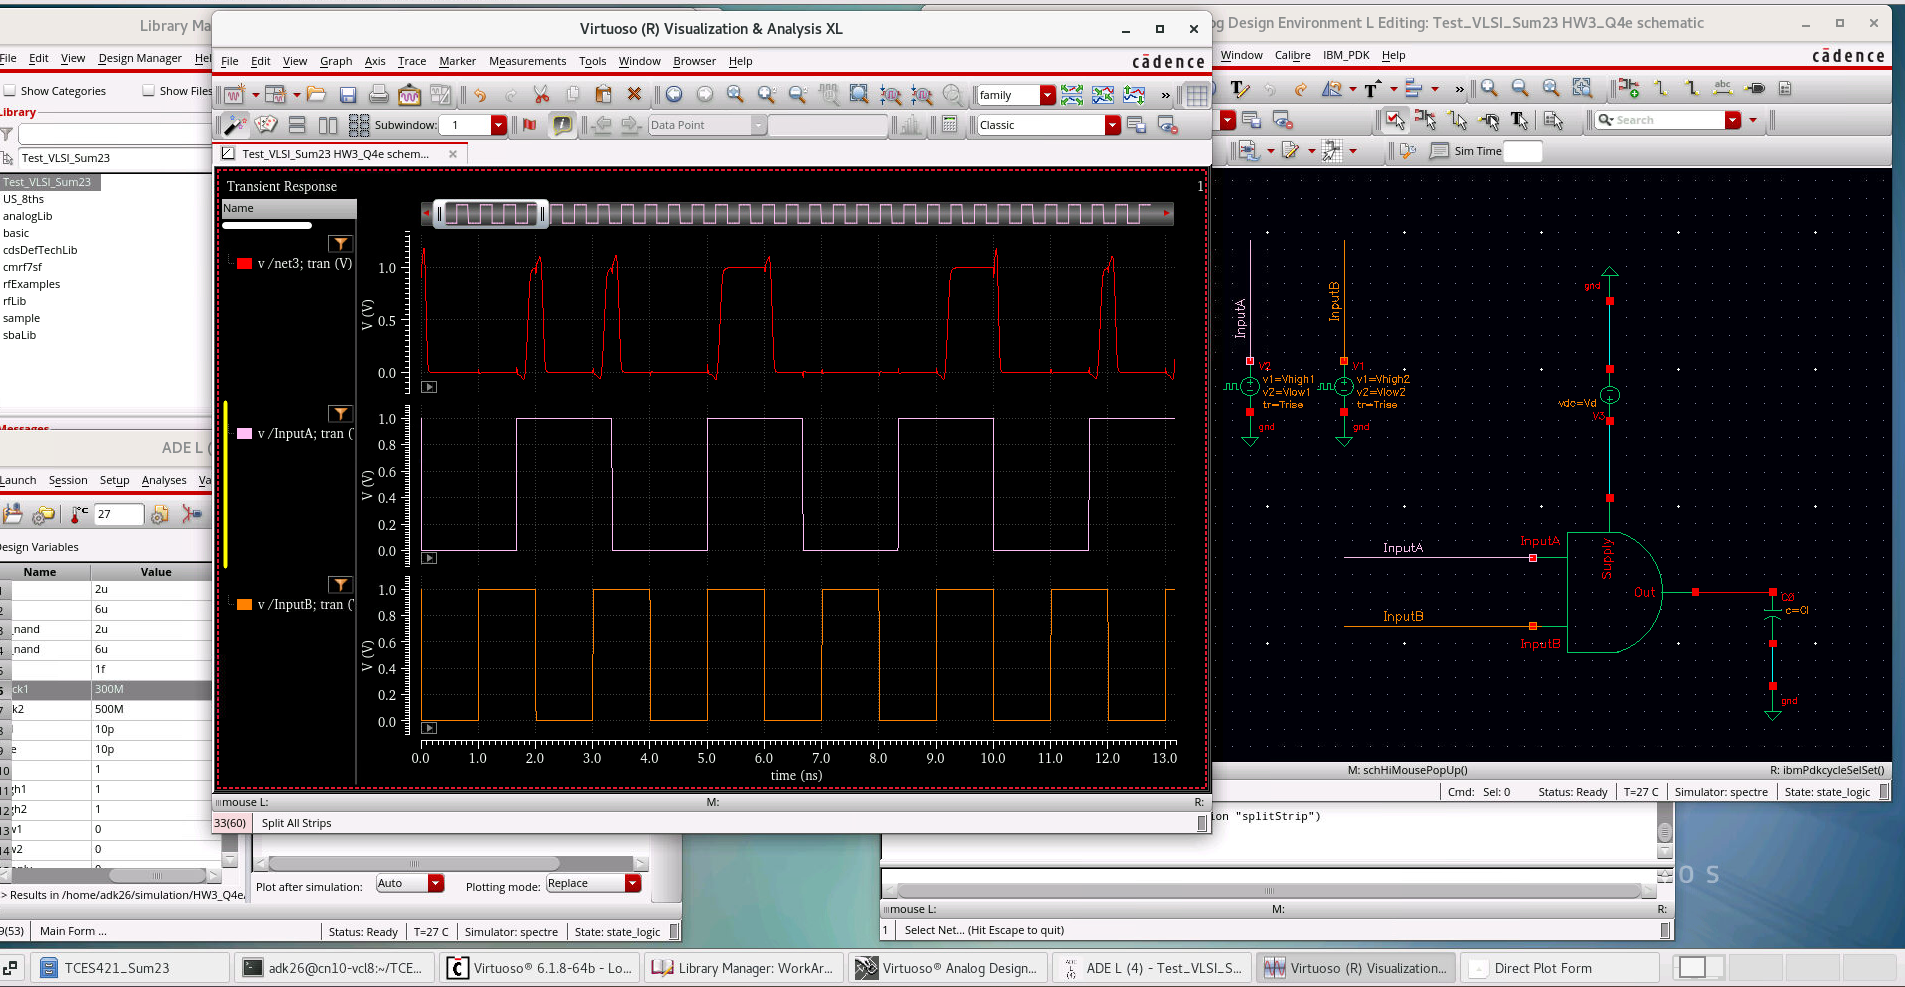 Library Ma
Virtuoso (R) Visualization & Analysis XL
og Design Environment L Editing: Test_VLSI_Sum23 HW3_Q4e schematic
File Edit View Design Manager Hel
File Edit View Graph Axis Trace Marker Measurements Tools Window Browser Help
cādence
Window Calibre IBM_PDK Help
cādence
Show Categories Show Files
Library
Test_VLSI_Sum23
Test_VLSI_Sum23
US_8ths
analogLib
basic
cdsDefTechLib
cmrf7sf
rfExamples
rfLib
sample
sbaLib
Messages
family
»
Subwindow: 1
Data Point
Classic
Test_VLSI_Sum23 HW3_Q4e schem...
Transient Response
1
Name
v /net3; tran (V)
V (V)
1.0
0.5
0.0
v /InputA; tran (
V (V)
1.0
0.8
0.6
0.4
0.2
0.0
v /InputB; tran (
V (V)
1.0
0.8
0.6
0.4
0.2
0.0
0.0 1.0 2.0 3.0 4.0 5.0 6.0 7.0 8.0 9.0 10.0 11.0 12.0 13.0
time (ns)
mouse L: M: R:
33(60) Split All Strips
ADE L (
Launch Session Setup Analyses Va
°C 27
Design Variables
Name Value
1 2u
2 6u
3 _nand 2u
4 _nand 6u
5 1f
6 ck1 300M
7 k2 500M
8 10p
9 e 10p
10 1
11 gh1 1
12 gh2 1
13 w1 0
14 w2 0
> Results in /home/adk26/simulation/HW3_Q4e/
Plot after simulation: Auto Plotting mode: Replace
9(53) Main Form ... Status: Ready T=27 C Simulator: spectre State: state_logic
abc
Search
Sim Time
InputA
InputB
V2
v1=Vhigh1
v2=Vlow1
tr=Trise
gnd
V1
v1=Vhigh2
v2=Vlow2
tr=Trise
gnd
gnd
vdc=Vd
V3
InputA
InputA
Supply
Out
InputB
InputB
C0
c=Cl
gnd
M: schHiMousePopUp() R: ibmPdkcycleSelSet()
Cmd: Sel: 0 Status: Ready T=27 C Simulator: spectre State: state_logic
ion "splitStrip")
mouse L: M: R:
1 Select Net... (Hit Escape to quit)
O S
TCES421_Sum23
adk26@cn10-vcl8:~/TCE...
Virtuoso® 6.1.8-64b - Lo...
Library Manager: WorkAr...
Virtuoso® Analog Design...
ADE L (4) - Test_VLSI_S...
Virtuoso (R) Visualization...
Direct Plot Form